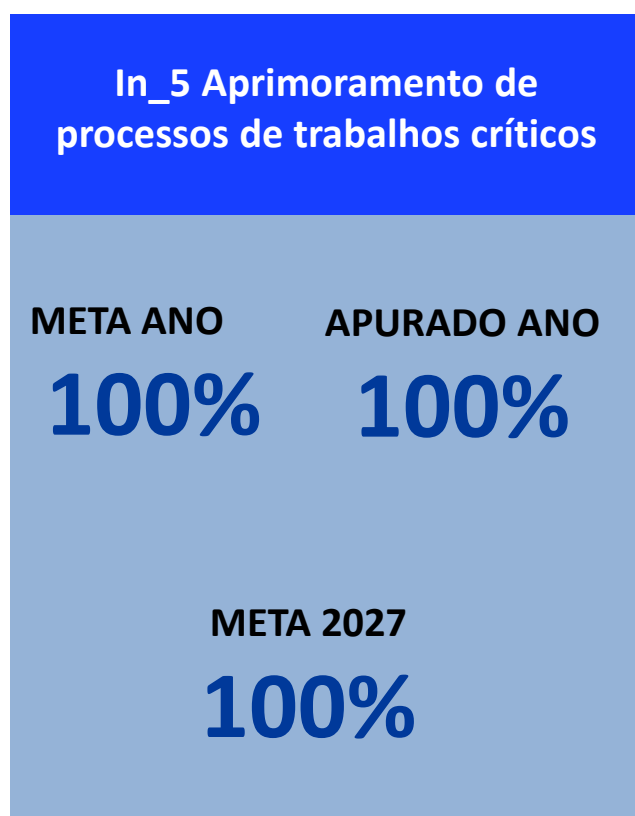 In_5 Aprimoramento de
processos de trabalhos críticos
META ANO
100%
APURADO ANO
100%
META 2027
100%